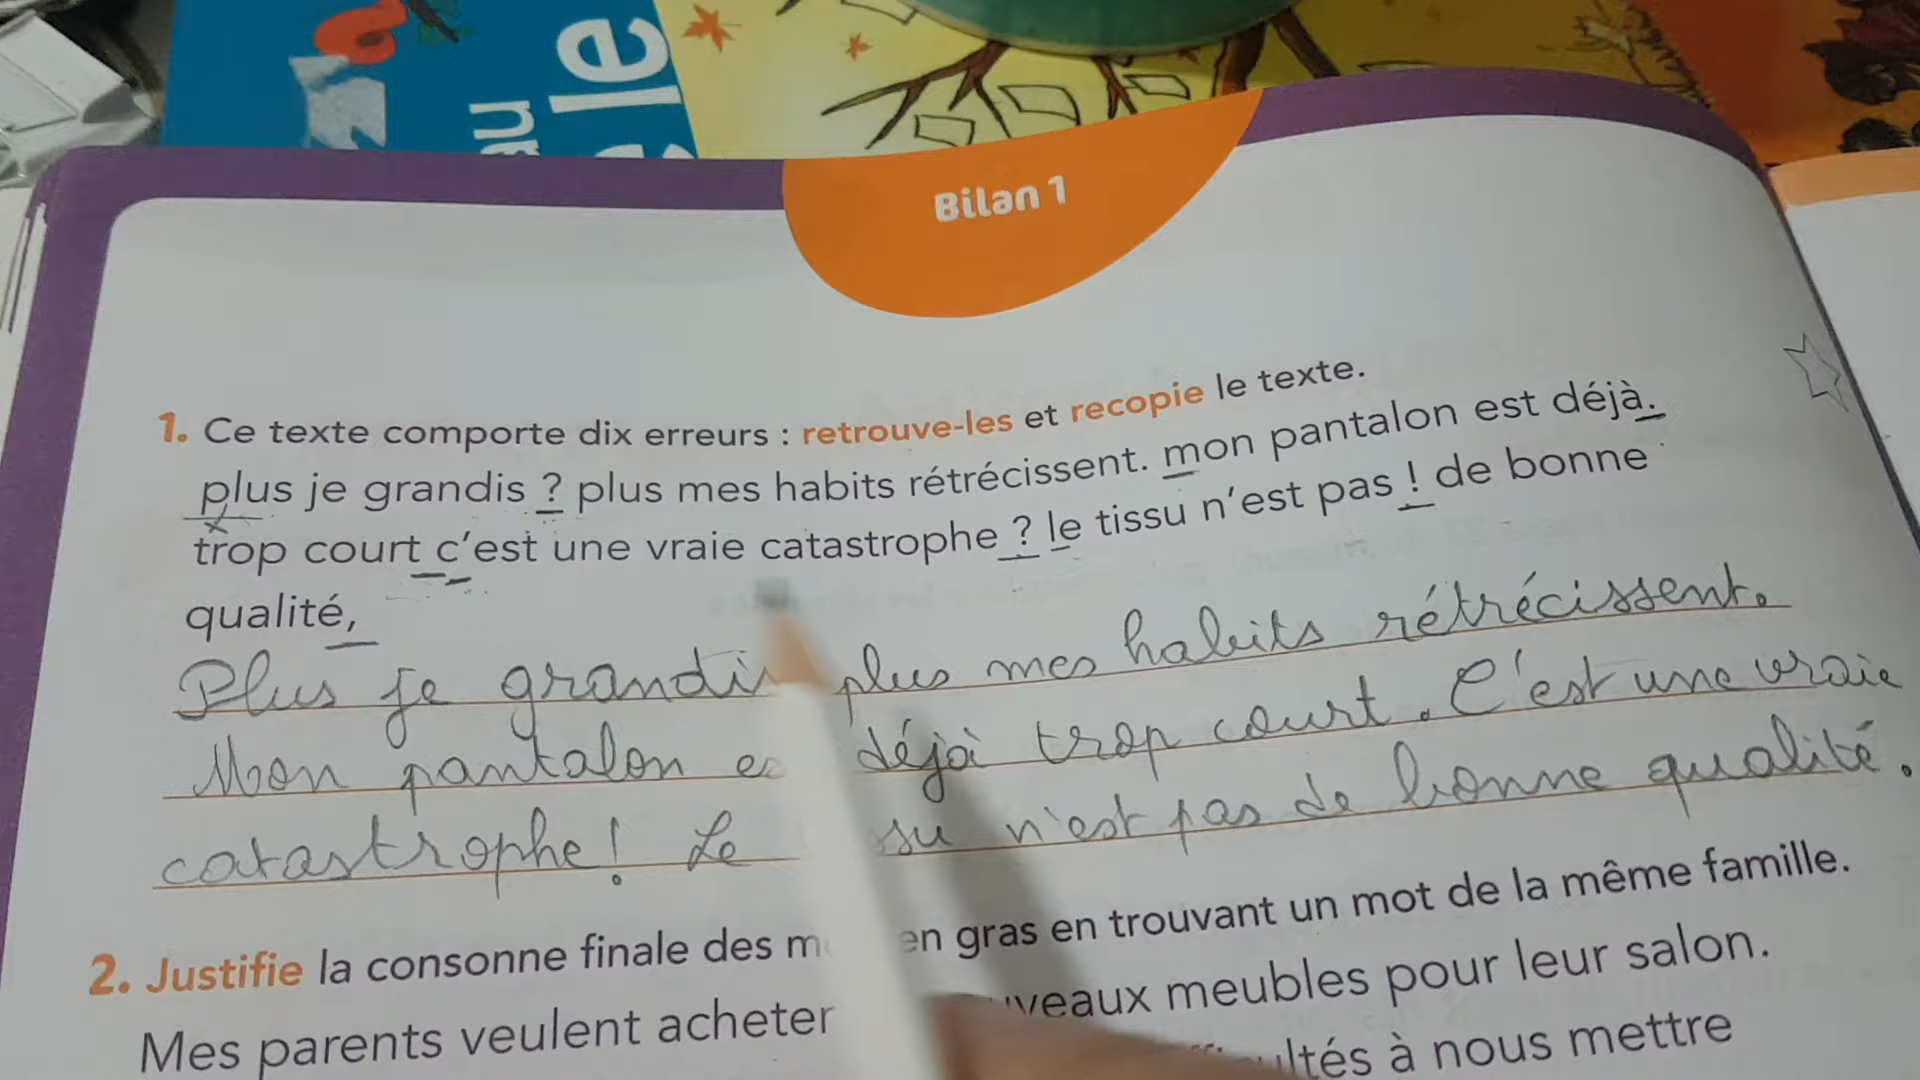 au
le
Bilan 1
1. Ce texte comporte dix erreurs : retrouve-les et recopie le texte.
plus je grandis ? plus mes habits rétrécissent. mon pantalon est déjà.
trop court c'est une vraie catastrophe ? le tissu n'est pas ! de bonne
qualité,
Plus je grandis plus mes habits rétrécissent.
Mon pantalon déjà trop court. C'est une vraie
catastrophe! Le n'est pas de bonne qualité.
2. Justifie la consonne finale des en gras en trouvant un mot de la même famille.
Mes parents veulent acheter meubles pour leur salon.
à nous mettre